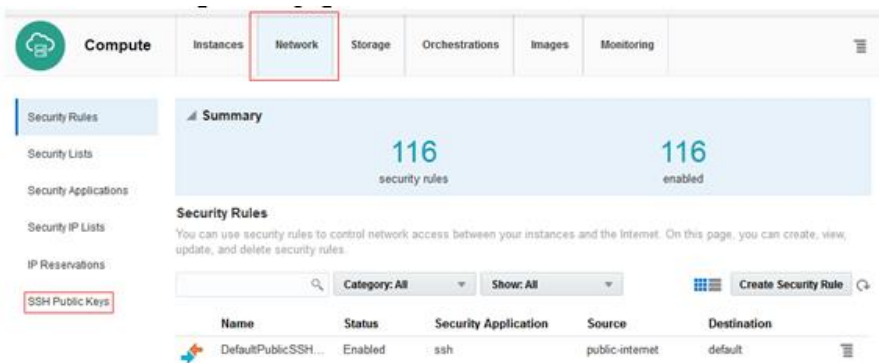 Compute
Instances
Network
Storage
Orchestrations
Images
Monitoring
Security Rules
Security Lists
Security Applications
Security IP Lists
IP Reservations
SSH Public Keys
Summary
116
security rules
116
enabled
Security Rules
You can use security rules to control network access between your instances and the Internet. On this page, you can create, view,
update, and delete security rules.
Category: All
Show: All
Create Security Rule
Name Status Security Application Source Destination
DefaultPublicSSH... Enabled ssh public-internet default